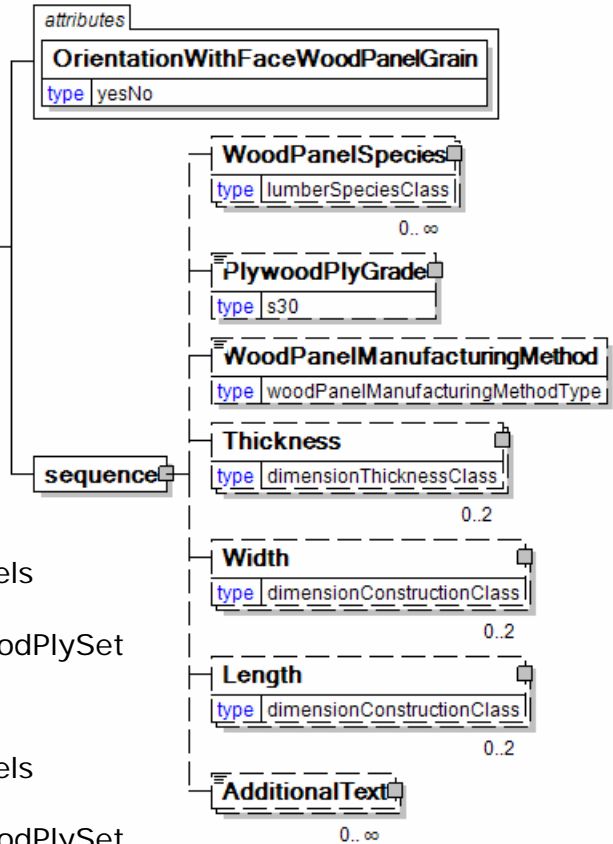 attributes
OrientationWithFaceWoodPanelGrain
type yesNo
WoodPanelSpecies
type lumberSpeciesClass
0.. ∞
PlywoodPlyGrade
type s30
WoodPanelManufacturingMethod
type woodPanelManufacturingMethodType
Thickness
type dimensionThicknessClass
0..2
sequence
Width
type dimensionConstructionClass
0..2
Length
type dimensionConstructionClass
0..2
AdditionalText
0.. ∞
els
odPlySet
els
odPlySet